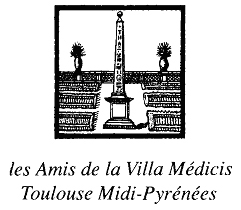 les Amis de la Villa Médicis
Toulouse Midi-Pyrénées